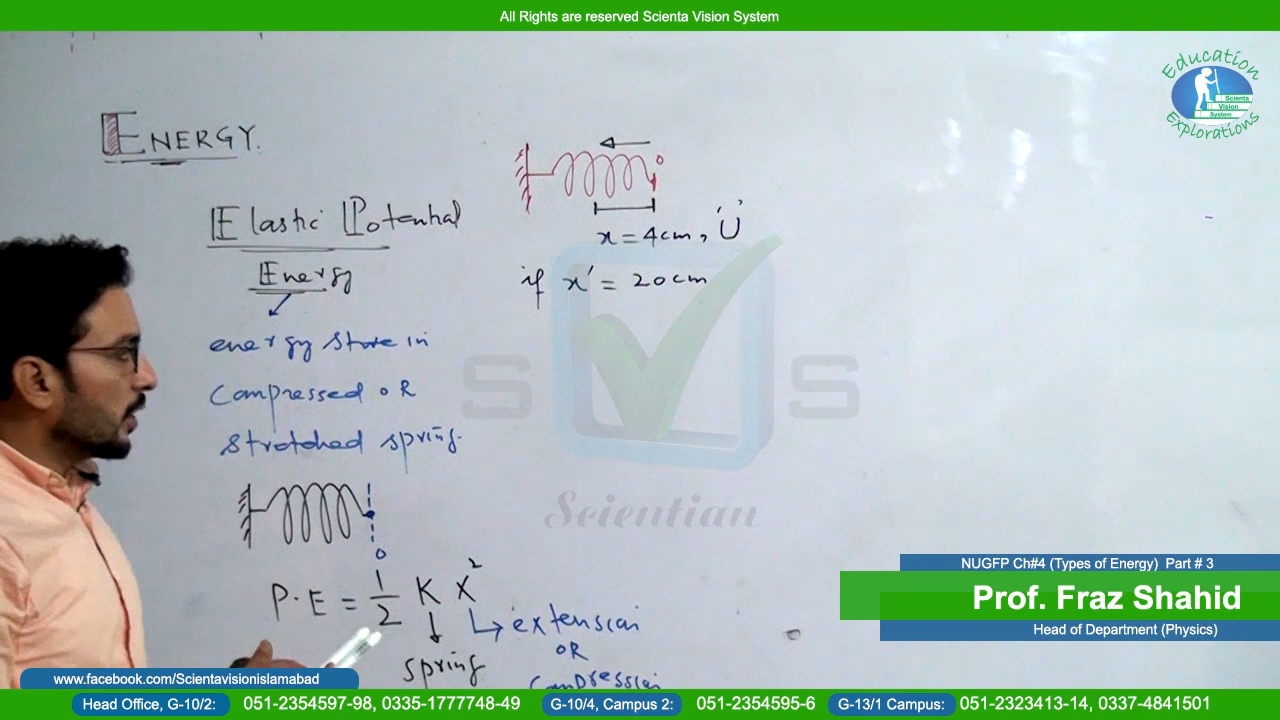 All Rights are reserved Scienta Vision System
Education
Scienta
Vision
System
Explorations
ENERGY.
Elastic Potential
Energy
energy store in
Compressed OR
Stretched spring.
o
P.E = 1/2 K X²
extension
OR
Compression
spring
o
x = 4cm, 'U'
if x' = 20cm
S S
Scientian
NUGFP Ch#4 (Types of Energy) Part # 3
Prof. Fraz Shahid
Head of Department (Physics)
www.facebook.com/Scientavisionislamabad
Head Office, G-10/2: 051-2354597-98, 0335-1777748-49 G-10/4, Campus 2: 051-2354595-6 G-13/1 Campus: 051-2323413-14, 0337-4841501